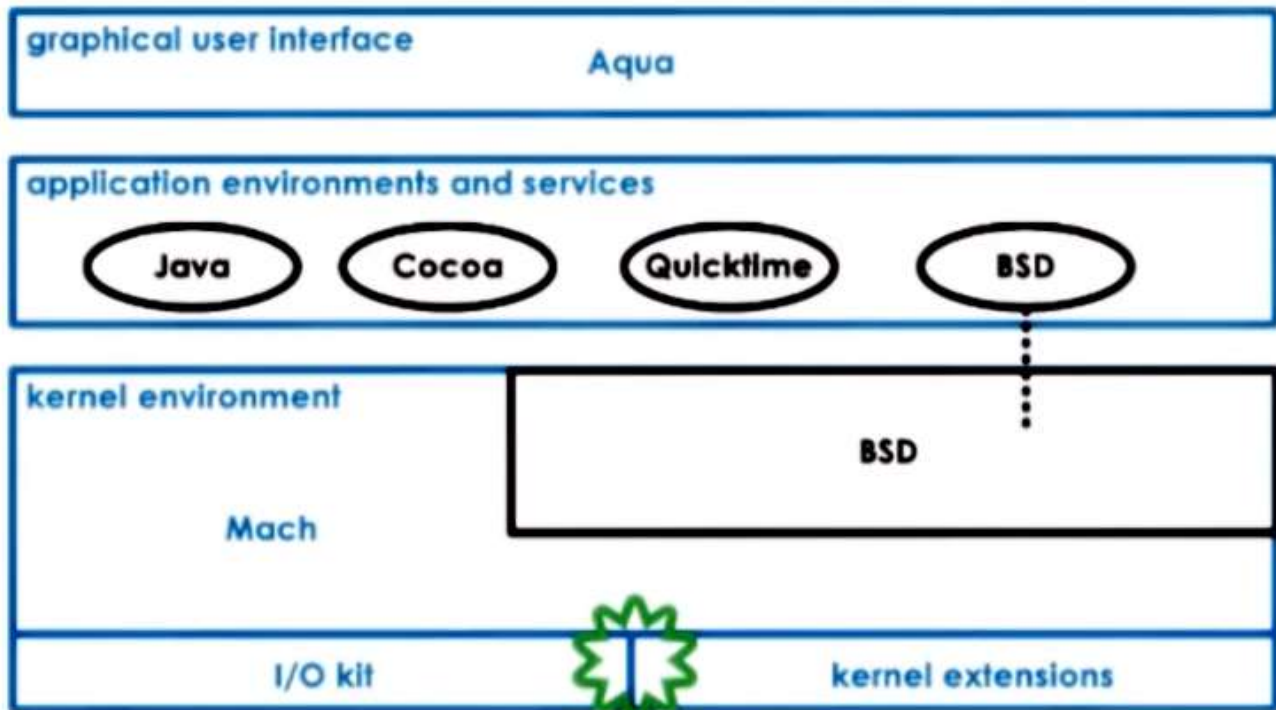 graphical user interface
Aqua
application environments and services
Java Cocoa Quicktime BSD
kernel environment
BSD
Mach
I/O kit kernel extensions